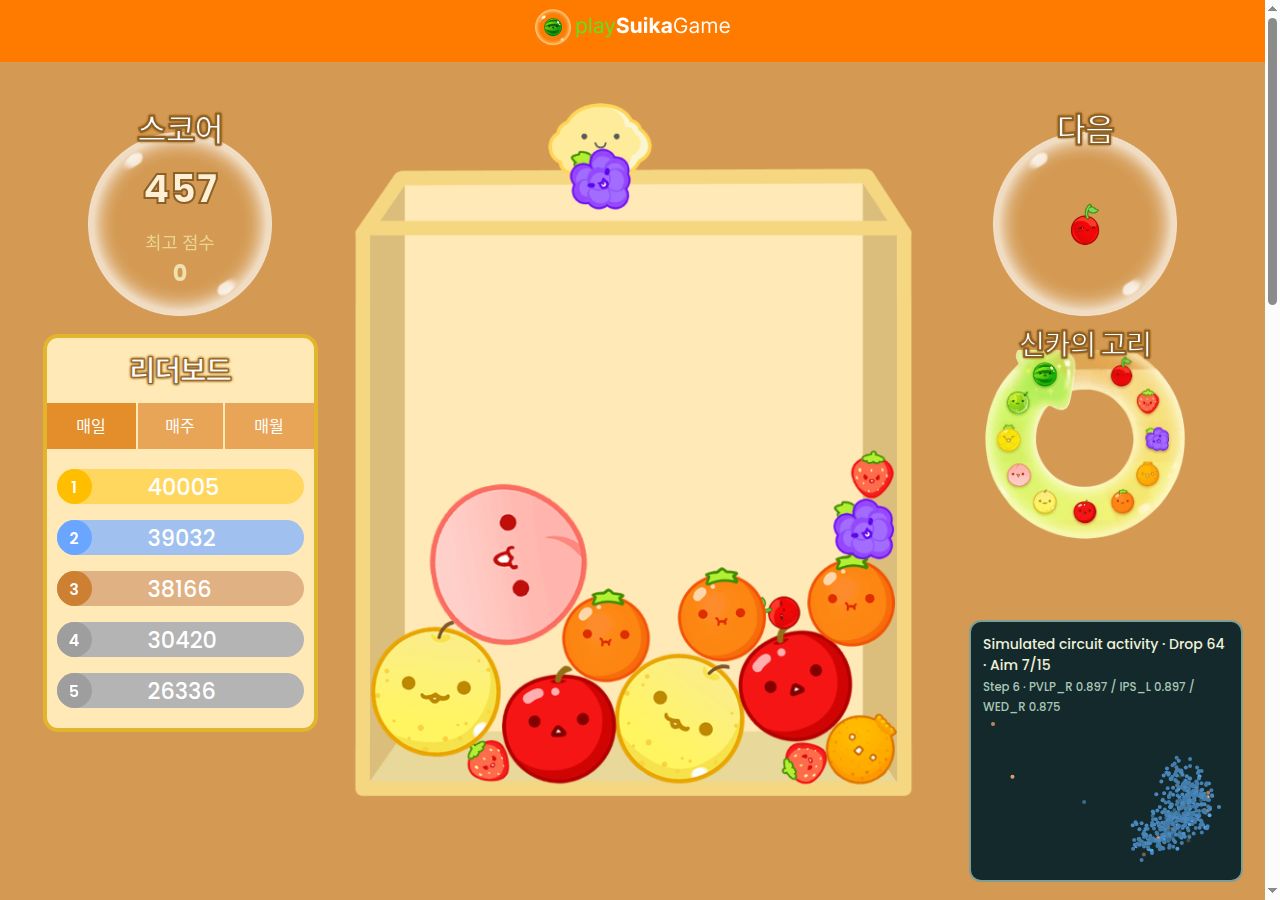 playSuikaGame
스코어
457
최고 점수
0
다음
신카의 고리
리더보드
매일 매주 매월
1 40005
2 39032
3 38166
4 30420
5 26336
Simulated circuit activity · Drop 64
· Aim 7/15
Step 6 · PVLP_R 0.897 / IPS_L 0.897 /
WED_R 0.875